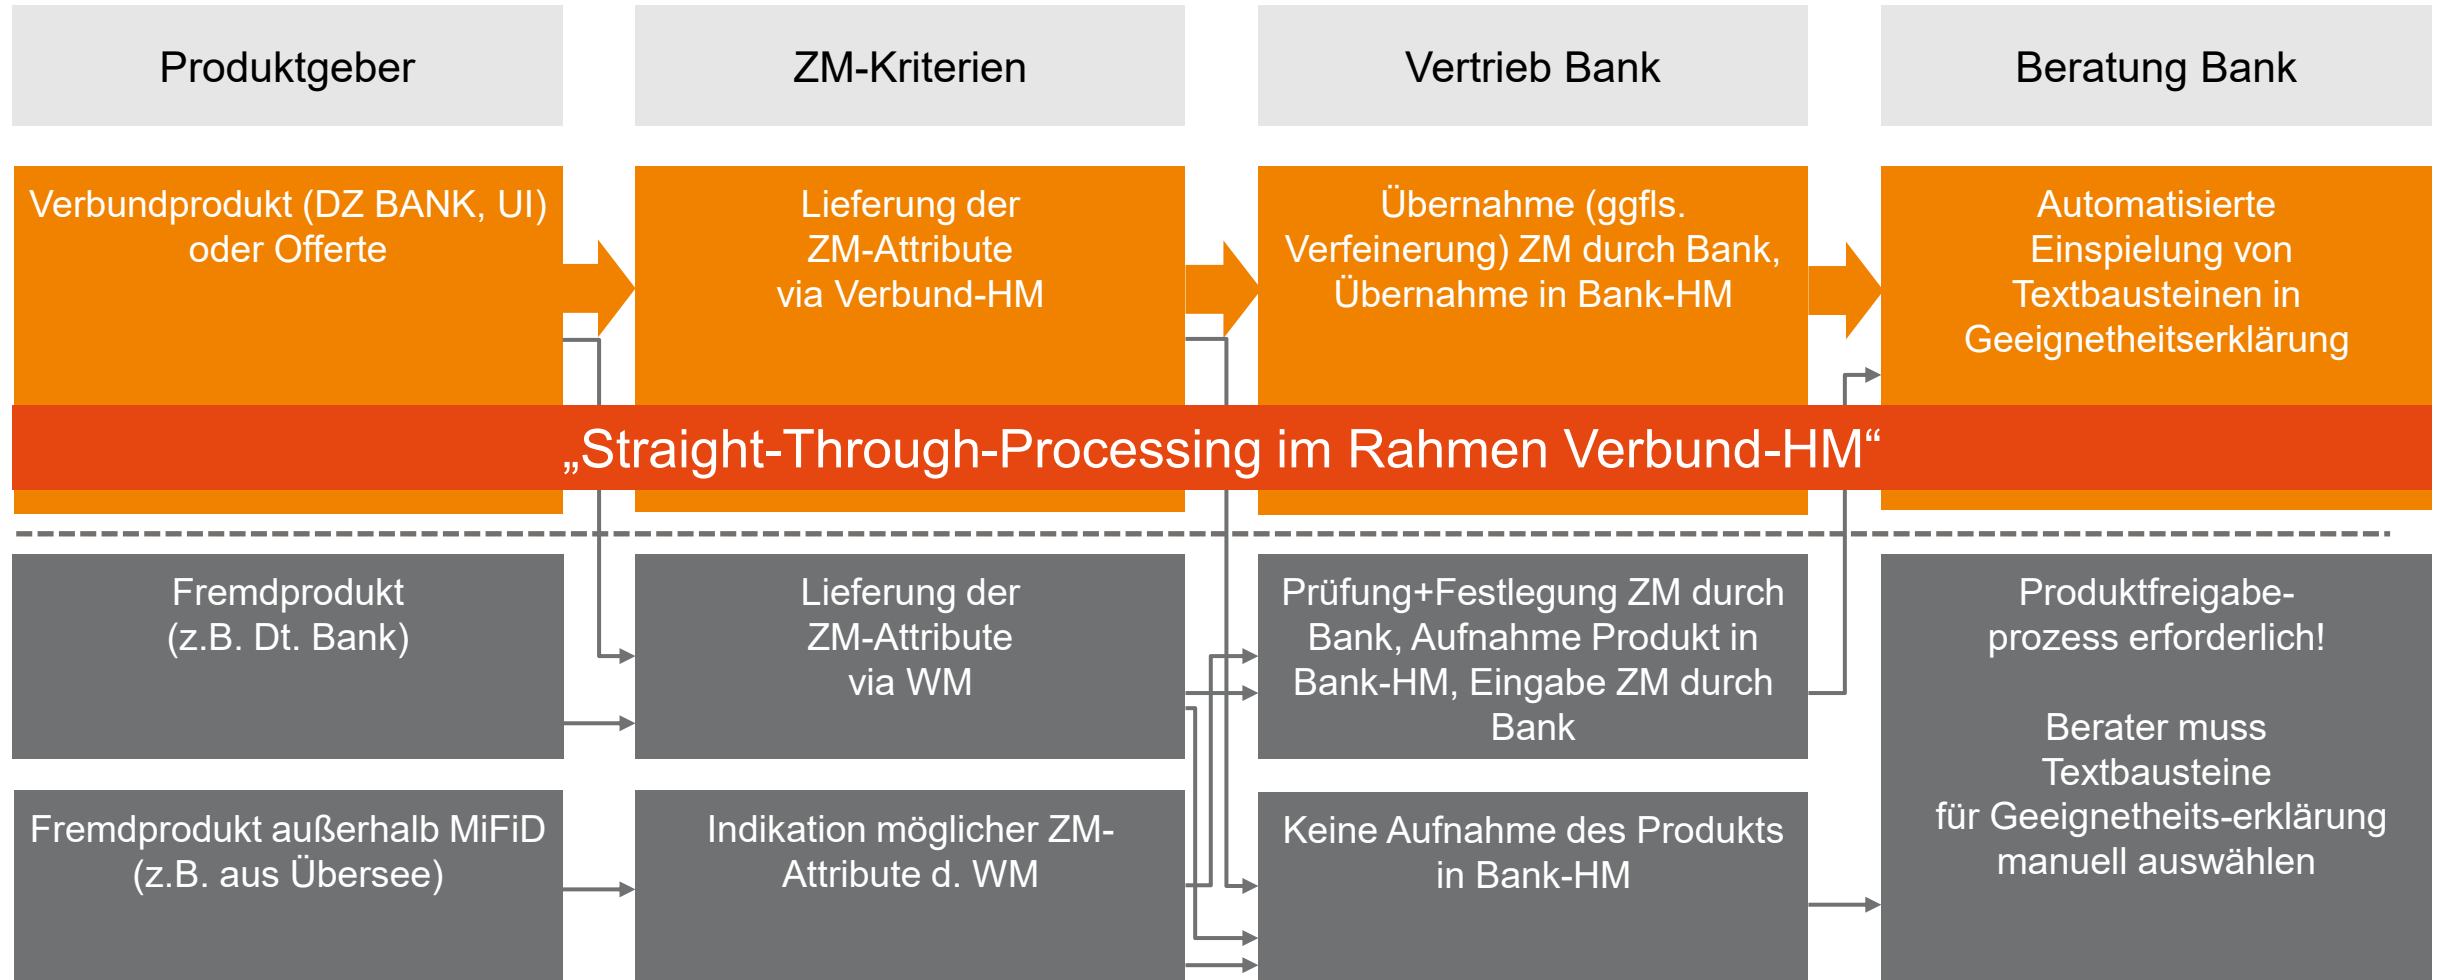 Produktgeber
ZM-Kriterien
Vertrieb Bank
Beratung Bank
Verbundprodukt (DZ BANK, UI)
oder Offerte
Lieferung der
ZM-Attribute
via Verbund-HM
Übernahme (ggfls.
Verfeinerung) ZM durch Bank,
Übernahme in Bank-HM
Automatisierte
Einspielung von
Textbausteinen in
Geeignetheitserklärung
„Straight-Through-Processing im Rahmen Verbund-HM“
Fremdprodukt
(z.B. Dt. Bank)
Lieferung der
ZM-Attribute
via WM
Prüfung+Festlegung ZM durch
Bank, Aufnahme Produkt in
Bank-HM, Eingabe ZM durch
Bank
Produktfreigabe-
prozess erforderlich!
Berater muss
Textbausteine
für Geeignetheits-erklärung
manuell auswählen
Fremdprodukt außerhalb MiFiD
(z.B. aus Übersee)
Indikation möglicher ZM-
Attribute d. WM
Keine Aufnahme des Produkts
in Bank-HM